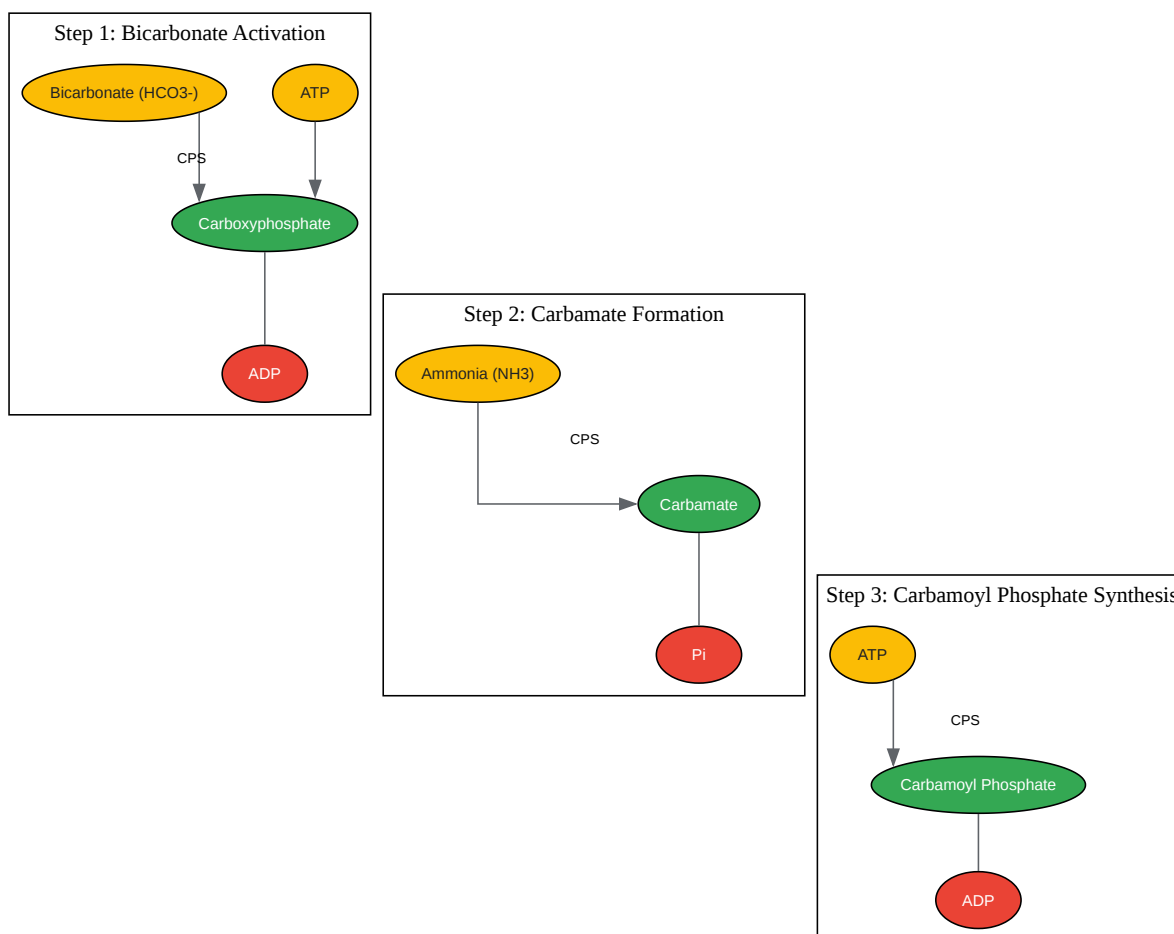 Step 1: Bicarbonate Activation
Bicarbonate (HCO3-)
ATP
CPS
Carboxyphosphate
ADP
Step 2: Carbamate Formation
Ammonia (NH3)
CPS
Carbamate
Pi
Step 3: Carbamoyl Phosphate Synthesis
ATP
CPS
Carbamoyl Phosphate
ADP